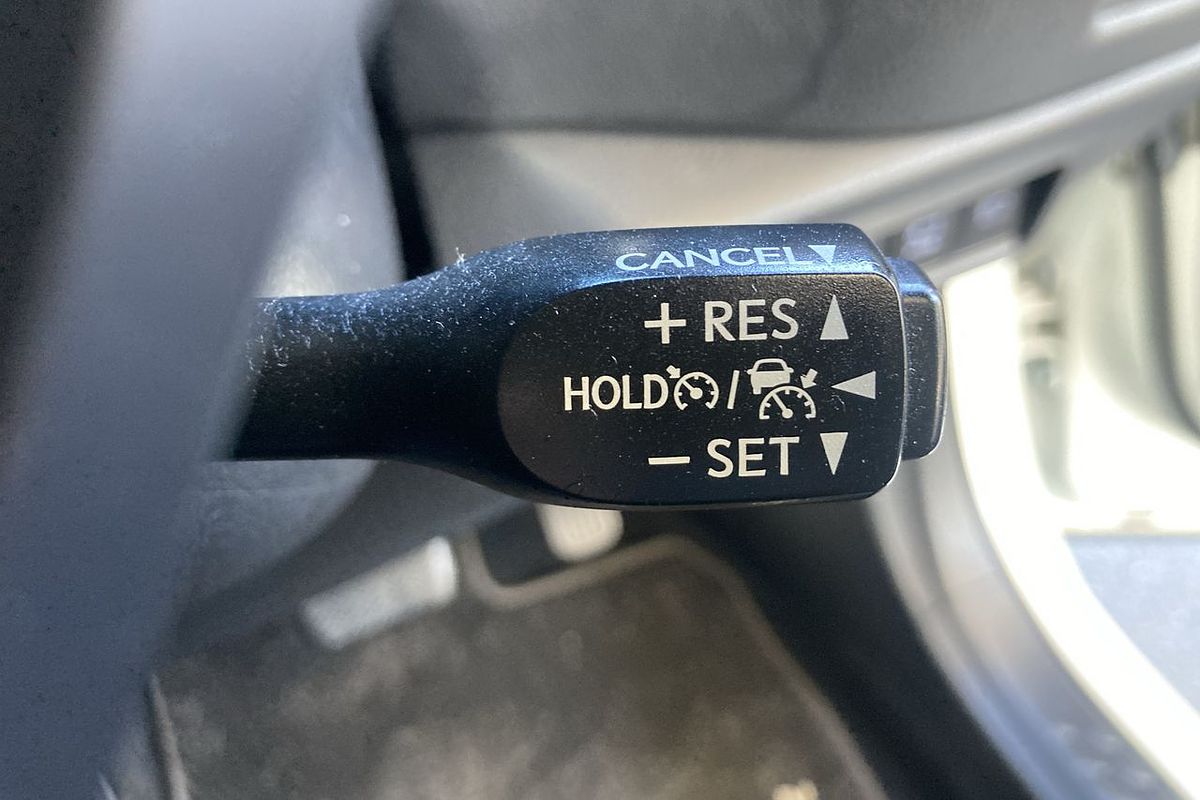 CANCEL
+ RES
HOLD /
− SET